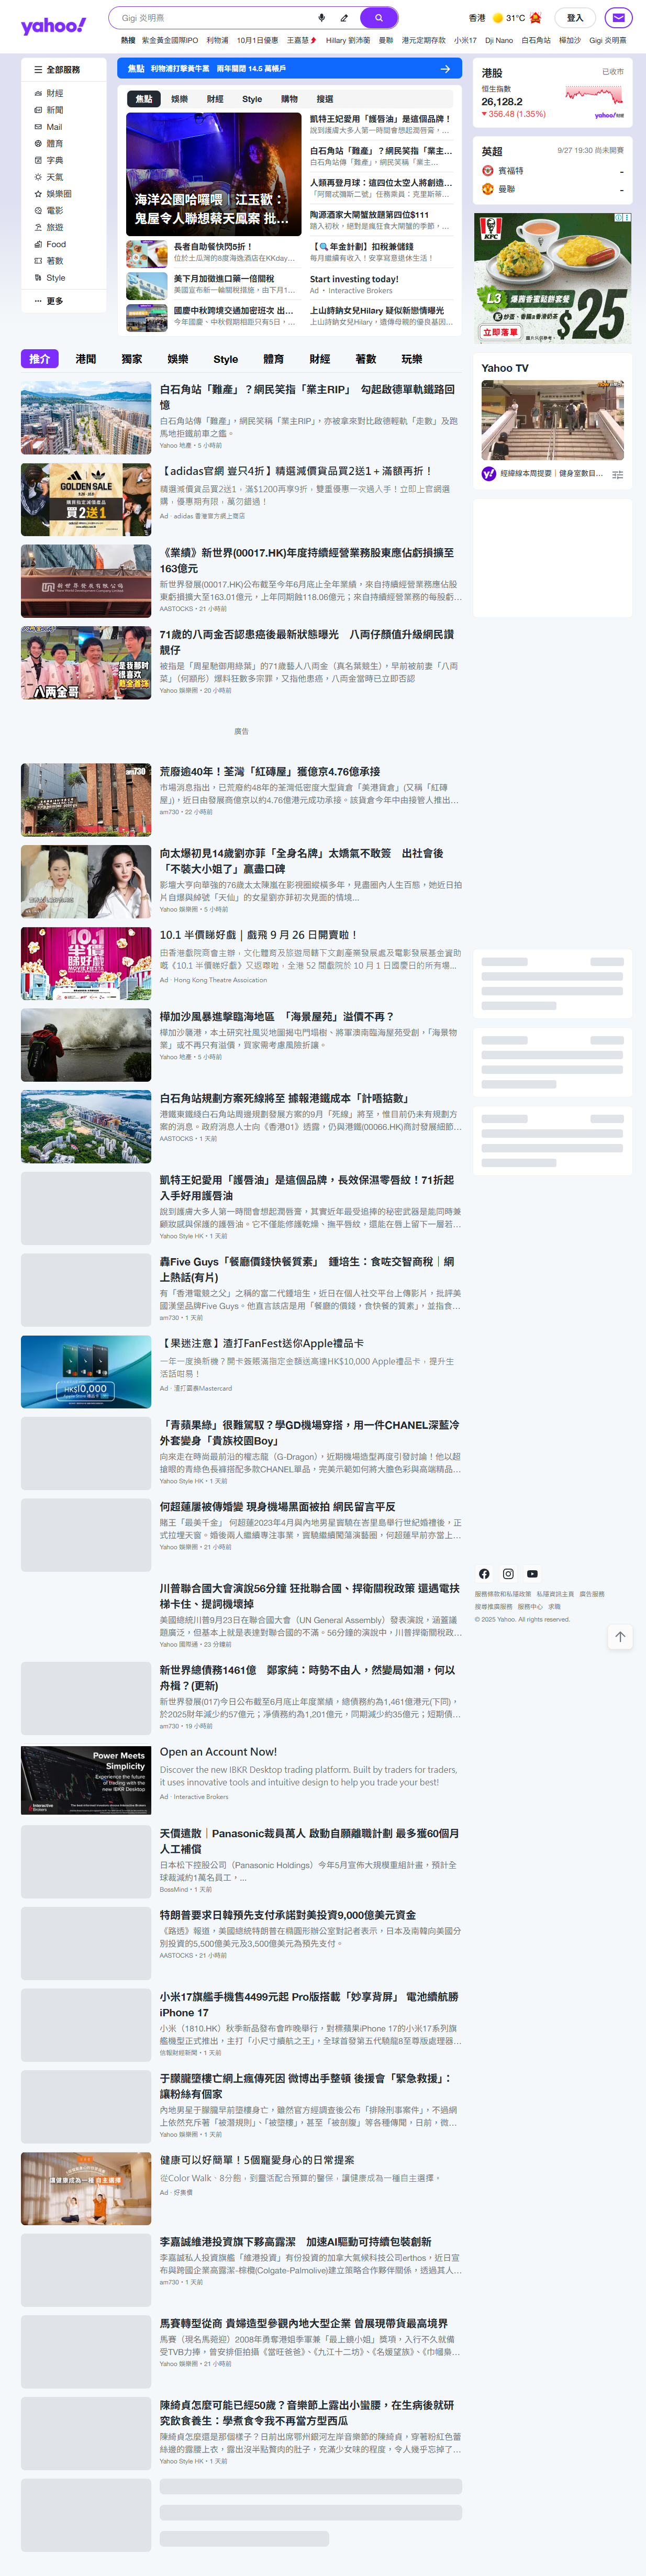 yahoo!
Gigi 炎明熹
香港 31°C
登入
熱搜 紫金黃金國際IPO 利物浦 10月1日優惠 王嘉慧 Hillary 劉沛蘅 曼聯 港元定期存款 小米17 Dji Nano 白石角站 樺加沙 Gigi 炎明熹
全部服務
財經
新聞
Mail
體育
字典
天氣
娛樂圈
電影
旅遊
Food
著數
Style
更多
焦點 利物浦打擊黃牛黨 兩年關閉 14.5 萬帳戶
焦點 娛樂 財經 Style 購物 搜選
海洋公園哈囉喂｜江玉歡：
鬼屋令人聯想蔡天鳳案 批...
長者自助餐快閃5折！
位於土瓜灣的8度海逸酒店在KKday...
美下月加徵進口藥一倍關稅
美國宣布新一輪關稅措施，由下月1...
國慶中秋跨境交通加密班次 出...
今年國慶、中秋假期相距只有5日，...
凱特王妃愛用「護唇油」是這個品牌！
說到護膚大多人第一時間會想起潤唇膏，...
白石角站「難產」？網民笑指「業主...
白石角站傳「難產」，網民笑稱「業主...
人類再登月球：這四位太空人將創造...
「阿爾忒彌斯二號」任務乘員：克里斯蒂...
陶源酒家大閘蟹放題第四位$111
踏入初秋，絕對是瘋狂食大閘蟹的季節，...
【🔍年金計劃】扣稅兼儲錢
每月繼續有收入！安享寫意退休生活！
Start investing today!
Ad • Interactive Brokers
上山詩鈉女兒Hilary 疑似新戀情曝光
上山詩鈉女兒Hilary，遺傳母親的優良基因...
港股 已收市
恒生指數
26,128.2
356.48 (1.35%)
yahoo!財經
英超 9/27 19:30 尚未開賽
賓福特 -
曼聯 -
KFC
L3
$25
立即落單
Yahoo TV
經緯線本周提要｜健身室數目...
推介 港聞 獨家 娛樂 Style 體育 財經 著數 玩樂
白石角站「難產」？網民笑指「業主RIP」 勾起啟德單軌鐵路回
憶
白石角站傳「難產」，網民笑稱「業主RIP」，亦被拿來對比啟德輕軌「走數」及跑
馬地拒鐵前車之鑑。
Yahoo 地產 • 5 小時前
GOLDEN SALE
買2送1
【adidas官網 豈只4折】精選減價貨品買2送1＋滿額再折！
精選減價貨品買2送1，滿$1200再享9折，雙重優惠一次過入手！立即上官網選
購，優惠期有限，萬勿錯過！
Ad · adidas 香港官方網上商店
《業績》新世界(00017.HK)年度持續經營業務股東應佔虧損擴至
163億元
新世界發展(00017.HK)公布截至今年6月底止全年業績，來自持續經營業務應佔股
東虧損擴大至163.01億元，上年同期蝕118.06億元；來自持續經營業務的每股虧...
AASTOCKS • 21 小時前
八两金哥
71歲的八両金否認患癌後最新狀態曝光 八両仔顏值升級網民讚
靚仔
被指是「周星馳御用綠葉」的71歲藝人八両金（真名葉競生），早前被前妻「八両
菜」（何顓彤）爆料狂數多宗罪，又指他患癌，八両金當時已立即否認
Yahoo 娛樂圈 • 20 小時前
廣告
am730
荒廢逾40年！荃灣「紅磚屋」獲億京4.76億承接
市場消息指出，已荒廢約48年的荃灣低密度大型貨倉「美港貨倉」(又稱「紅磚
屋」)，近日由發展商億京以約4.76億港元成功承接。該貨倉今年中由接管人推出...
am730 • 22 小時前
向太爆初見14歲劉亦菲「全身名牌」太嬌氣不敢簽 出社會後
「不裝大小姐了」贏盡口碑
影壇大亨向華強的76歲太太陳嵐在影視圈縱橫多年，見盡圈內人生百態，她近日拍
片自爆與綽號「天仙」的女星劉亦菲初次見面的情境...
Yahoo 娛樂圈 • 5 小時前
10.1
半價睇好戲
10.1 半價睇好戲｜戲飛 9 月 26 日開賣啦！
由香港戲院商會主辦，文化體育及旅遊局轄下文創產業發展處及電影發展基金資助
嘅《10.1 半價睇好戲》又返嚟啦，全港 52 間戲院於 10 月 1 日國慶日的所有場...
Ad · Hong Kong Theatre Assoication
樺加沙風暴進擊臨海地區 「海景屋苑」溢價不再？
樺加沙襲港，本土研究社風災地圖揭屯門塌樹、將軍澳南臨海屋苑受創，「海景物
業」或不再只有溢價，買家需考慮風險折讓。
Yahoo 地產 • 5 小時前
白石角站規劃方案死線將至 據報港鐵成本「計唔掂數」
港鐵東鐵綫白石角站周邊規劃發展方案的9月「死線」將至，惟目前仍未有規劃方
案的消息。政府消息人士向《香港01》透露，仍與港鐵(00066.HK)商討發展細節...
AASTOCKS • 1 天前
凱特王妃愛用「護唇油」是這個品牌，長效保濕零唇紋！71折起
入手好用護唇油
說到護膚大多人第一時間會想起潤唇膏，其實近年最受追捧的秘密武器是能同時兼
顧妝感與保護的護唇油。它不僅能修護乾燥、撫平唇紋，還能在唇上留下一層若...
Yahoo Style HK • 1 天前
轟Five Guys「餐廳價錢快餐質素」 鍾培生：食咗交智商稅｜網
上熱話(有片)
有「香港電競之父」之稱的富二代鍾培生，近日在個人社交平台上傳影片，批評美
國漢堡品牌Five Guys。他直言該店是用「餐廳的價錢，食快餐的質素」，並指食...
am730 • 1 天前
HK$10,000
【果迷注意】渣打FanFest送你Apple禮品卡
一年一度換新機？開卡簽賬滿指定金額送高達HK$10,000 Apple禮品卡，提升生
活話咁易！
Ad · 渣打國泰Mastercard
「青蘋果綠」很難駕馭？學GD機場穿搭，用一件CHANEL深藍冷
外套變身「貴族校園Boy」
向來走在時尚最前沿的權志龍（G-Dragon），近期機場造型再度引發討論！他以超
搶眼的青綠色長褲搭配多款CHANEL單品，完美示範如何將大膽色彩與高端精品...
Yahoo Style HK • 1 天前
何超蓮屢被傳婚變 現身機場黑面被拍 網民留言平反
賭王「最美千金」 何超蓮2023年4月與內地男星竇驍在峇里島舉行世紀婚禮後，正
式拉埋天窗。婚後兩人繼續專注事業，竇驍繼續闖蕩演藝圈，何超蓮早前亦當上...
Yahoo 娛樂圈 • 21 小時前
川普聯合國大會演說56分鐘 狂批聯合國、捍衛關稅政策 還遇電扶
梯卡住、提詞機壞掉
美國總統川普9月23日在聯合國大會（UN General Assembly）發表演說，涵蓋議
題廣泛，但基本上就是表達對聯合國的不滿。56分鐘的演說中，川普捍衛關稅政...
Yahoo 國際通 • 23 分鐘前
新世界總債務1461億 鄭家純：時勢不由人，然變局如潮，何以
舟楫？(更新)
新世界發展(017)今日公布截至6月底止年度業績，總債務約為1,461億港元(下同)，
於2025財年減少約57億元；淨債務約為1,201億元，同期減少約35億元；短期債...
am730 • 19 小時前
Power Meets
Simplicity
Experience the future
of trading with the
new IBKR Desktop
InteractiveBrokers
Open an Account Now!
Discover the new IBKR Desktop trading platform. Built by traders for traders,
it uses innovative tools and intuitive design to help you trade your best!
Ad · Interactive Brokers
天價遣散｜Panasonic裁員萬人 啟動自願離職計劃 最多獲60個月
人工補償
日本松下控股公司（Panasonic Holdings）今年5月宣佈大規模重組計畫，預計全
球裁減約1萬名員工，...
BossMind • 1 天前
特朗普要求日韓預先支付承諾對美投資9,000億美元資金
《路透》報道，美國總統特朗普在橢圓形辦公室對記者表示，日本及南韓向美國分
別投資的5,500億美元及3,500億美元為預先支付。
AASTOCKS • 21 小時前
小米17旗艦手機售4499元起 Pro版搭載「妙享背屏」 電池續航勝
iPhone 17
小米（1810.HK）秋季新品發布會昨晚舉行，對標蘋果iPhone 17的小米17系列旗
艦機型正式推出，主打「小尺寸續航之王」，全球首發第五代驍龍8至尊版處理器...
信報財經新聞 • 1 天前
于朦朧墮樓亡網上瘋傳死因 微博出手整頓 後援會「緊急救援」：
讓粉絲有個家
內地男星于朦朧早前墮樓身亡，雖然官方經調查後公布「排除刑事案件」，不過網
上依然充斥著「被潛規則」、「被墮樓」，甚至「被剖腹」等各種傳聞，日前，微...
Yahoo 娛樂圈 • 1 天前
讓健康成為一種 自主選擇
健康可以好簡單！5個寵愛身心的日常提案
從Color Walk、8分飽，到靈活配合預算的醫保，讓健康成為一種自主選擇。
Ad · 好集慣
李嘉誠維港投資旗下夥高露潔 加速AI驅動可持續包裝創新
李嘉誠私人投資旗艦「維港投資」有份投資的加拿大氣候科技公司erthos，近日宣
布與跨國企業高露潔-棕欖(Colgate-Palmolive)建立策略合作夥伴關係，透過其人...
am730 • 1 天前
馬賽轉型從商 貴婦造型參觀內地大型企業 曾展現帶貨最高境界
馬賽（現名馬菀迎）2008年勇奪港姐季軍兼「最上鏡小姐」獎項，入行不久就備
受TVB力捧，曾安排佢拍攝《當旺爸爸》、《九江十二坊》、《名媛望族》、《巾幗梟...
Yahoo 娛樂圈 • 21 小時前
陳綺貞怎麼可能已經50歲？音樂節上露出小蠻腰，在生病後就研
究飲食養生：學煮食令我不再當方型西瓜
陳綺貞怎麼還是那個樣子？日前出席鄂州銀河左岸音樂節的陳綺貞，穿著粉紅色蕾
絲邊的露腰上衣，露出沒半點贅肉的肚子，充滿少女味的程度，令人幾乎忘掉了...
Yahoo Style HK • 1 天前
服務條款和私隱政策 私隱資訊主頁 廣告服務
搜尋推廣服務 服務中心 求職
© 2025 Yahoo. All rights reserved.